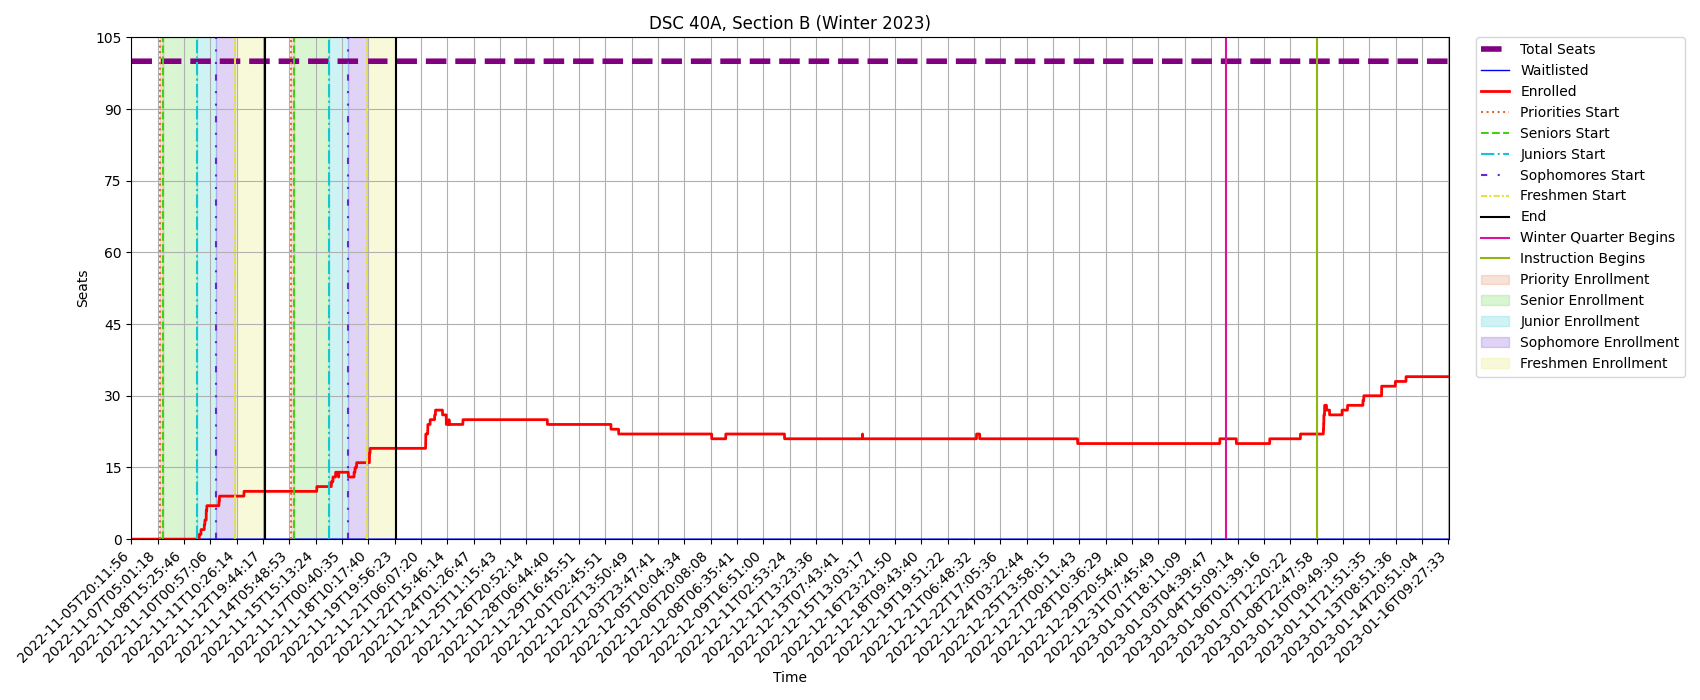 DSC 40A, Section B (Winter 2023)
105
90
75
60
45
30
15
0
Seats
2022-11-05T20:11:56
2022-11-07T05:01:18
2022-11-08T15:25:46
2022-11-10T00:57:06
2022-11-11T10:26:14
2022-11-12T19:44:17
2022-11-14T05:48:53
2022-11-15T15:13:24
2022-11-17T00:40:35
2022-11-18T10:17:40
2022-11-19T19:56:23
2022-11-21T06:07:20
2022-11-22T15:46:14
2022-11-24T01:26:47
2022-11-25T11:15:43
2022-11-26T20:52:14
2022-11-28T06:44:40
2022-11-29T16:45:51
2022-12-01T02:45:51
2022-12-02T13:50:49
2022-12-03T23:47:41
2022-12-05T10:04:34
2022-12-06T20:08:08
2022-12-08T06:35:41
2022-12-09T16:51:00
2022-12-11T02:53:24
2022-12-12T13:23:36
2022-12-13T07:43:41
2022-12-15T13:03:17
2022-12-16T23:21:50
2022-12-18T09:43:40
2022-12-19T19:51:22
2022-12-21T06:48:32
2022-12-22T17:05:36
2022-12-24T03:22:44
2022-12-25T13:58:15
2022-12-27T00:11:43
2022-12-28T10:36:29
2022-12-29T20:54:40
2022-12-31T07:45:49
2023-01-01T18:11:09
2023-01-03T04:39:47
2023-01-04T15:09:14
2023-01-06T01:39:16
2023-01-07T12:20:22
2023-01-08T22:47:58
2023-01-10T09:49:30
2023-01-11T21:51:35
2023-01-13T08:51:36
2023-01-14T20:51:04
2023-01-16T09:27:33
Time
Total Seats
Waitlisted
Enrolled
Priorities Start
Seniors Start
Juniors Start
Sophomores Start
Freshmen Start
End
Winter Quarter Begins
Instruction Begins
Priority Enrollment
Senior Enrollment
Junior Enrollment
Sophomore Enrollment
Freshmen Enrollment